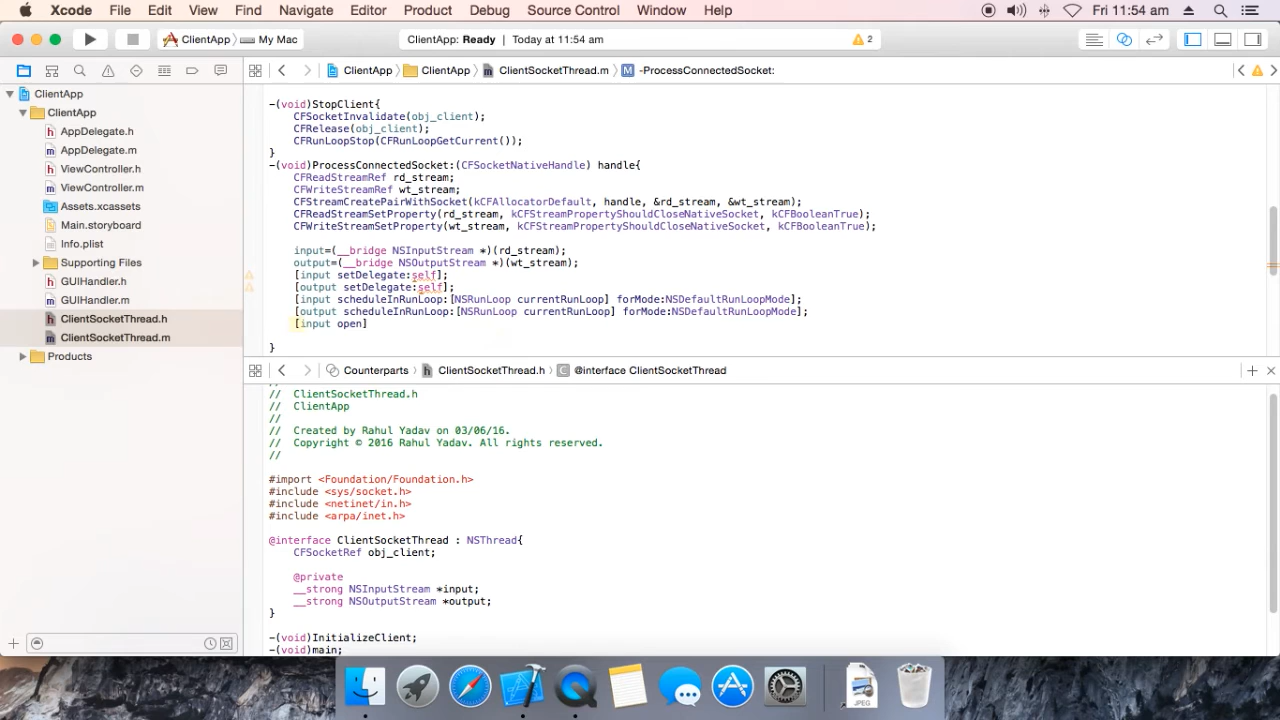 Xcode File Edit View Find Navigate Editor Product Debug Source Control Window Help Fri 11:54 am
ClientApp My Mac ClientApp: Ready | Today at 11:54 am 2
ClientApp ClientApp ClientSocketThread.m M -ProcessConnectedSocket:
ClientApp
ClientApp
h AppDelegate.h
m AppDelegate.m
h ViewController.h
m ViewController.m
Assets.xcassets
Main.storyboard
Info.plist
Supporting Files
h GUIHandler.h
m GUIHandler.m
h ClientSocketThread.h
m ClientSocketThread.m
Products
-(void)StopClient{
CFSocketInvalidate(obj_client);
CFRelease(obj_client);
CFRunLoopStop(CFRunLoopGetCurrent());
}
-(void)ProcessConnectedSocket:(CFSocketNativeHandle) handle{
CFReadStreamRef rd_stream;
CFWriteStreamRef wt_stream;
CFStreamCreatePairWithSocket(kCFAllocatorDefault, handle, &rd_stream, &wt_stream);
CFReadStreamSetProperty(rd_stream, kCFStreamPropertyShouldCloseNativeSocket, kCFBooleanTrue);
CFWriteStreamSetProperty(wt_stream, kCFStreamPropertyShouldCloseNativeSocket, kCFBooleanTrue);
input=(__bridge NSInputStream *)(rd_stream);
output=(__bridge NSOutputStream *)(wt_stream);
[input setDelegate:self];
[output setDelegate:self];
[input scheduleInRunLoop:[NSRunLoop currentRunLoop] forMode:NSDefaultRunLoopMode];
[output scheduleInRunLoop:[NSRunLoop currentRunLoop] forMode:NSDefaultRunLoopMode];
[input open]
}
Counterparts h ClientSocketThread.h C @interface ClientSocketThread
//
// ClientSocketThread.h
// ClientApp
//
// Created by Rahul Yadav on 03/06/16.
// Copyright © 2016 Rahul Yadav. All rights reserved.
//
#import <Foundation/Foundation.h>
#include <sys/socket.h>
#include <netinet/in.h>
#include <arpa/inet.h>
@interface ClientSocketThread : NSThread{
CFSocketRef obj_client;
@private
__strong NSInputStream *input;
__strong NSOutputStream *output;
}
-(void)InitializeClient;
-(void)main;
JPEG